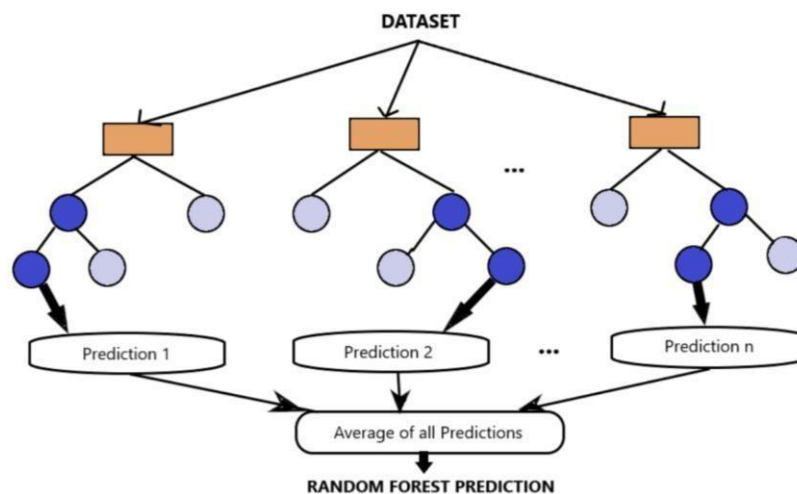 DATASET
...
Prediction 1
Prediction 2
...
Prediction n
Average of all Predictions
RANDOM FOREST PREDICTION